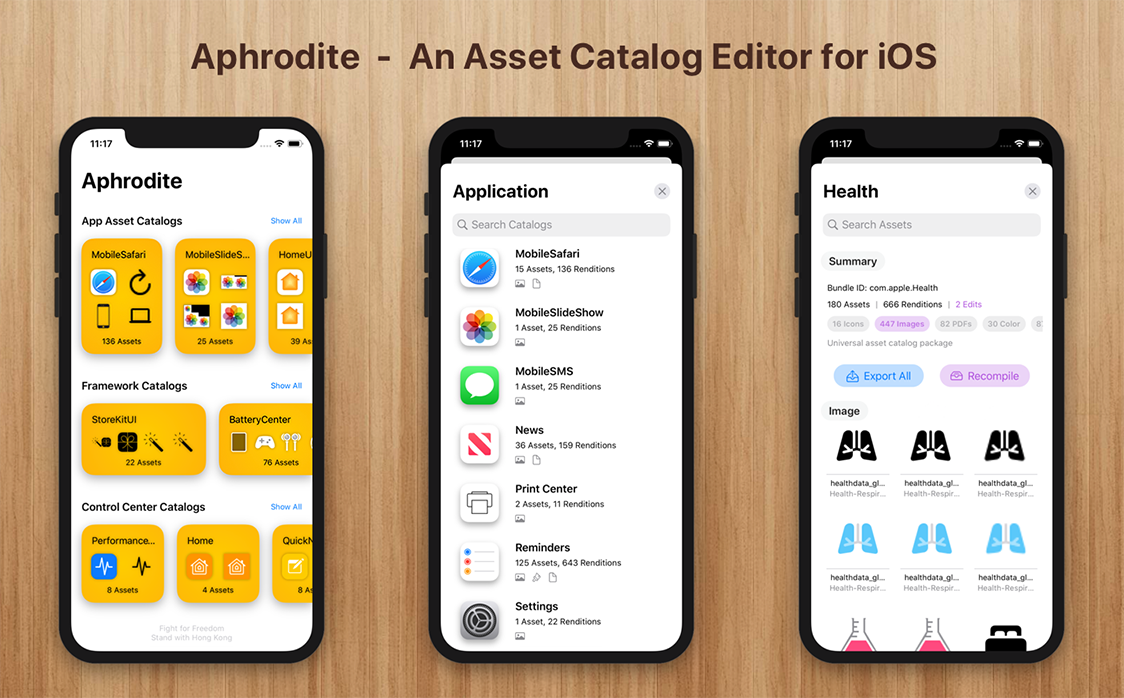 Aphrodite - An Asset Catalog Editor for iOS
11:17
Aphrodite
App Asset Catalogs
Show All
MobileSafari
136 Assets
MobileSlideS...
25 Assets
HomeU
39 As
Framework Catalogs
Show All
StoreKitUI
22 Assets
BatteryCenter
76 Assets
Control Center Catalogs
Show All
Performance...
8 Assets
Home
4 Assets
QuickN
8 A
Fight for Freedom
Stand with Hong Kong
11:17
Application
Search Catalogs
MobileSafari
15 Assets, 136 Renditions
MobileSlideShow
1 Asset, 25 Renditions
MobileSMS
1 Asset, 25 Renditions
News
36 Assets, 159 Renditions
Print Center
2 Assets, 11 Renditions
Reminders
125 Assets, 643 Renditions
Settings
1 Asset, 22 Renditions
11:17
Health
Search Assets
Summary
Bundle ID: com.apple.Health
180 Assets | 666 Renditions | 2 Edits
16 Icons 447 Images 82 PDFs 30 Color
Universal asset catalog package
Export All
Recompile
Image
healthdata_gl... healthdata_gl... healthdata_gl...
Health-Respir... Health-Respir... Health-Respir...
healthdata_gl... healthdata_gl... healthdata_gl...
Health-Respir... Health-Respir... Health-Respir...